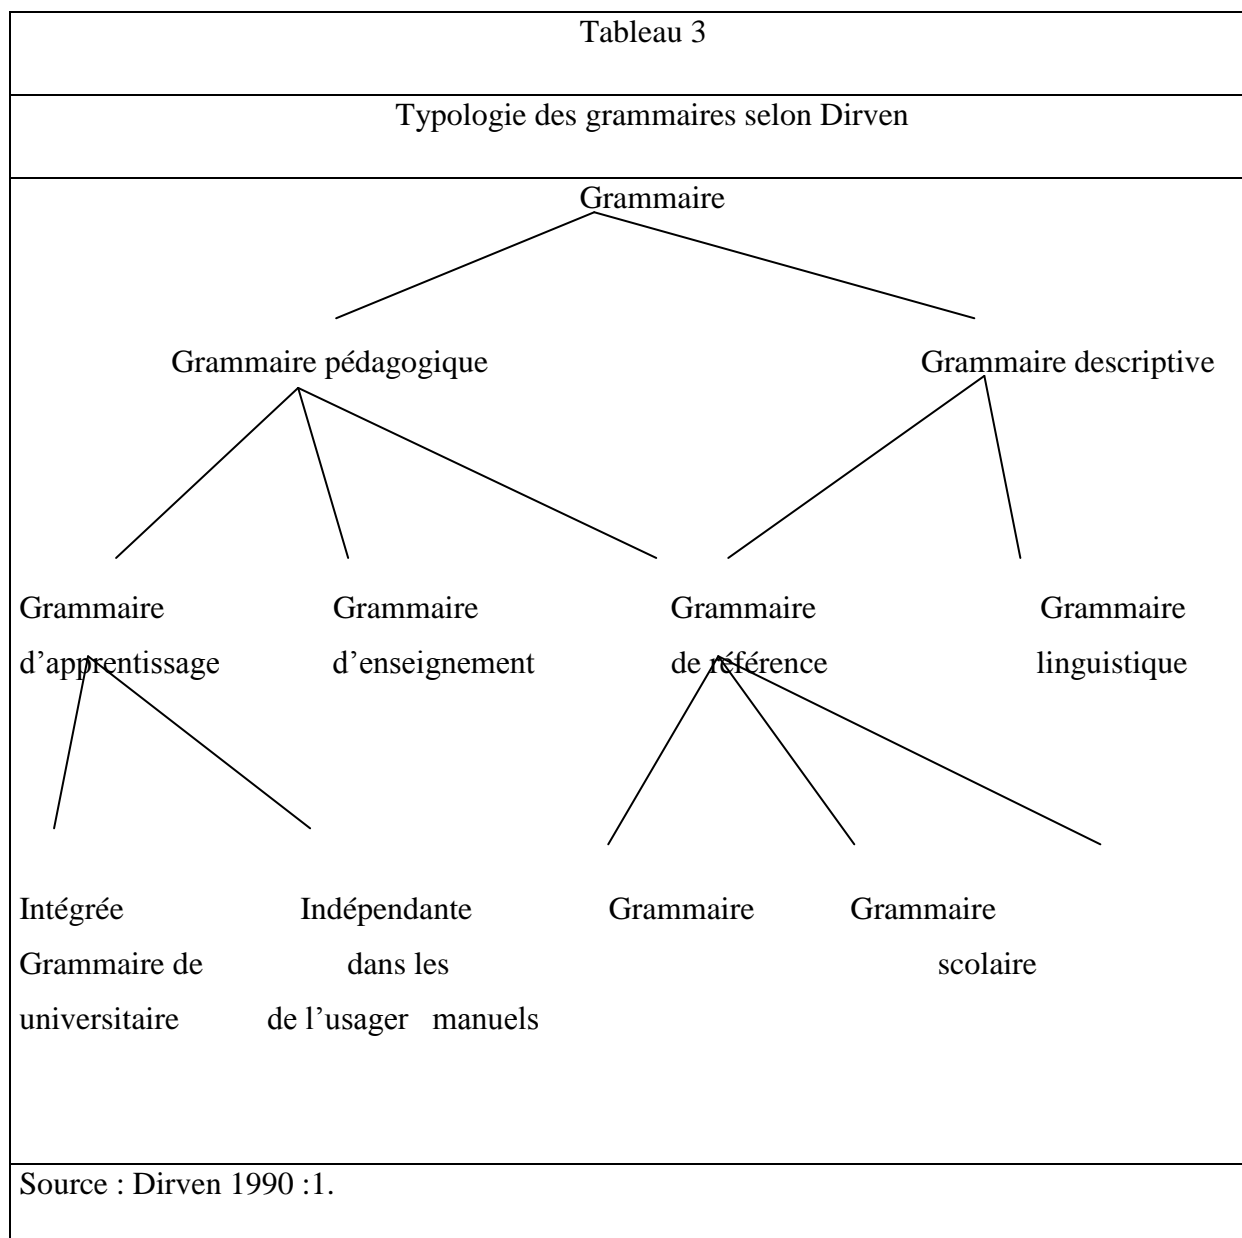 Tableau 3
Typologie des grammaires selon Dirven
Grammaire
Grammaire pédagogique Grammaire descriptive
Grammaire Grammaire Grammaire Grammaire
d’apprentissage d’enseignement de référence linguistique
Intégrée Indépendante Grammaire Grammaire
Grammaire de dans les scolaire
universitaire de l’usager manuels
Source : Dirven 1990 :1.